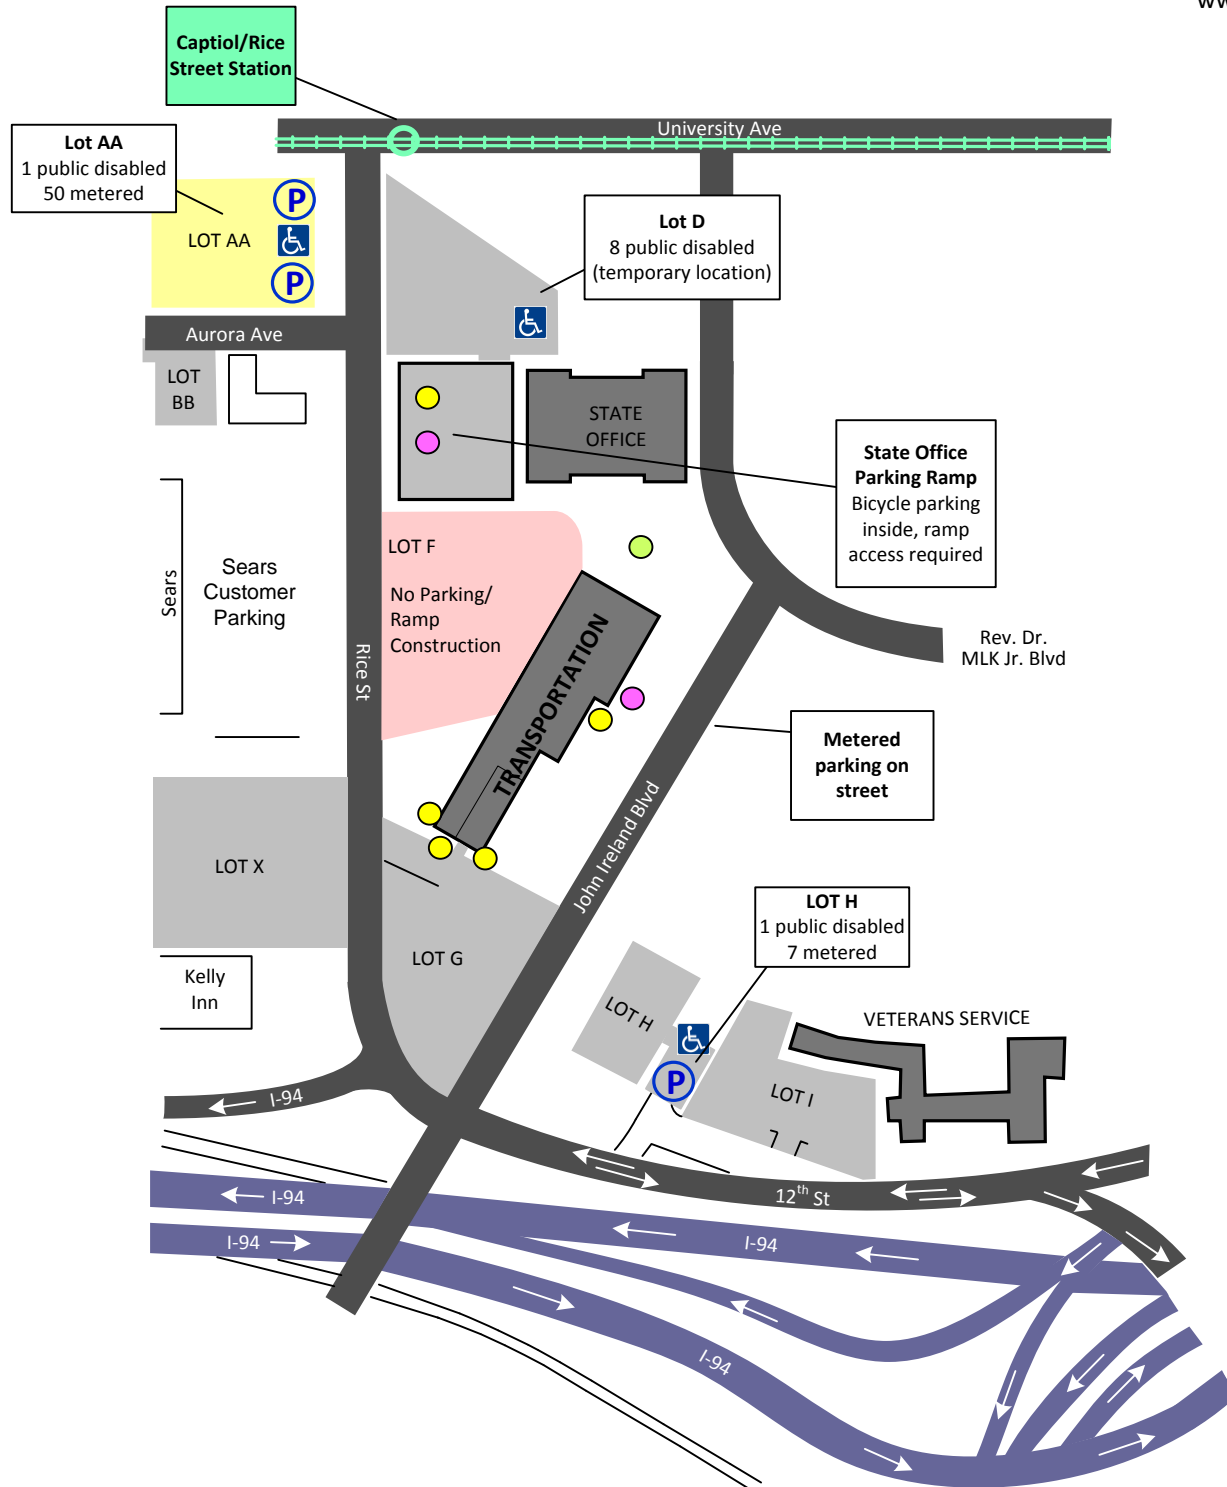 ww
Captiol/Rice
Street Station
University Ave
Lot AA
1 public disabled
50 metered
P
LOT AA
P
Lot D
8 public disabled
(temporary location)
Aurora Ave
LOT
BB
STATE
OFFICE
State Office
Parking Ramp
Bicycle parking
inside, ramp
access required
LOT F
No Parking/
Ramp
Construction
Sears
Sears
Customer
Parking
Rice St
TRANSPORTATION
Rev. Dr.
MLK Jr. Blvd
Metered
parking on
street
John Ireland Blvd
LOT X
LOT G
LOT H
1 public disabled
7 metered
Kelly
Inn
LOT H
P
LOT I
VETERANS SERVICE
I-94
12th St
I-94
I-94
I-94
I-94